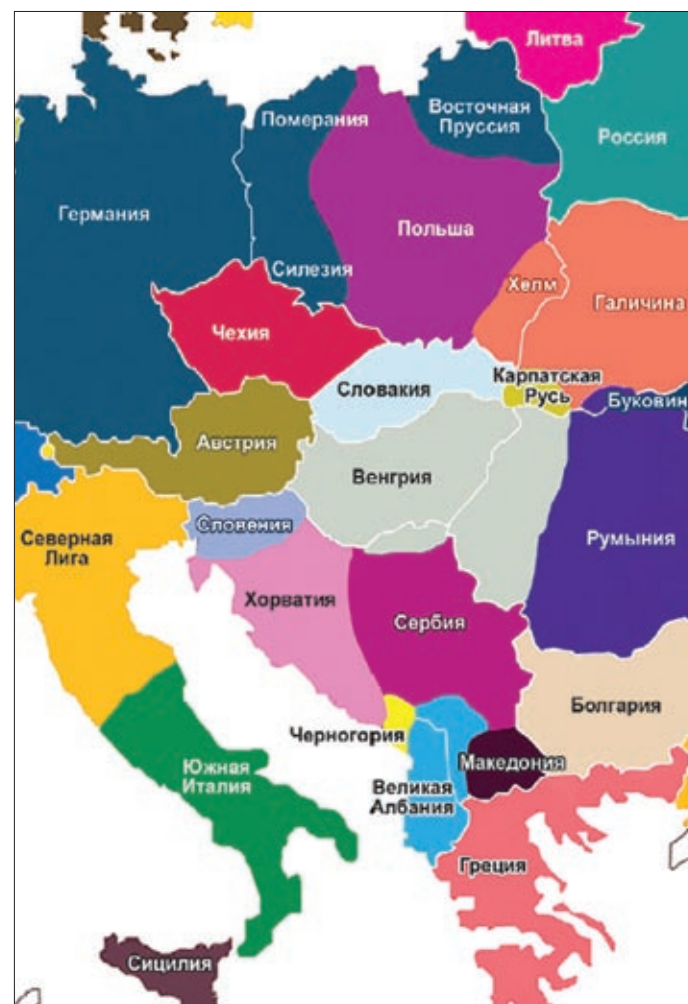 Литва
Померания
Восточная
Пруссия
Россия
Германия
Польша
Силезия
Хелм
Галичина
Чехия
Карпатская
Русь
Словакия
Буковин
Австрия
Венгрия
Словения
Северная
Лига
Румыния
Хорватия
Сербия
Болгария
Черногория
Македония
Южная
Италия
Великая
Албания
Греция
Сицилия